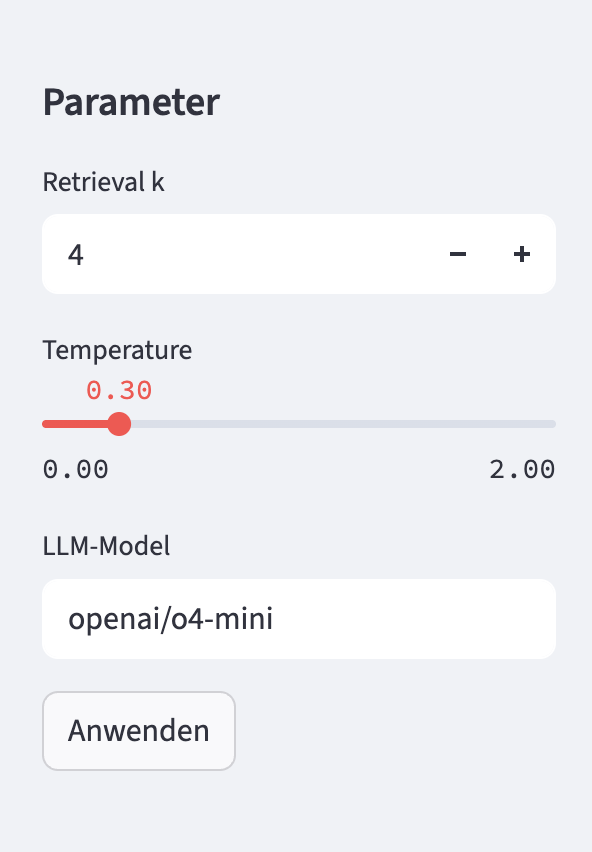 Parameter
Retrieval k
4 − +
Temperature
0.30
0.00 2.00
LLM-Model
openai/o4-mini
Anwenden